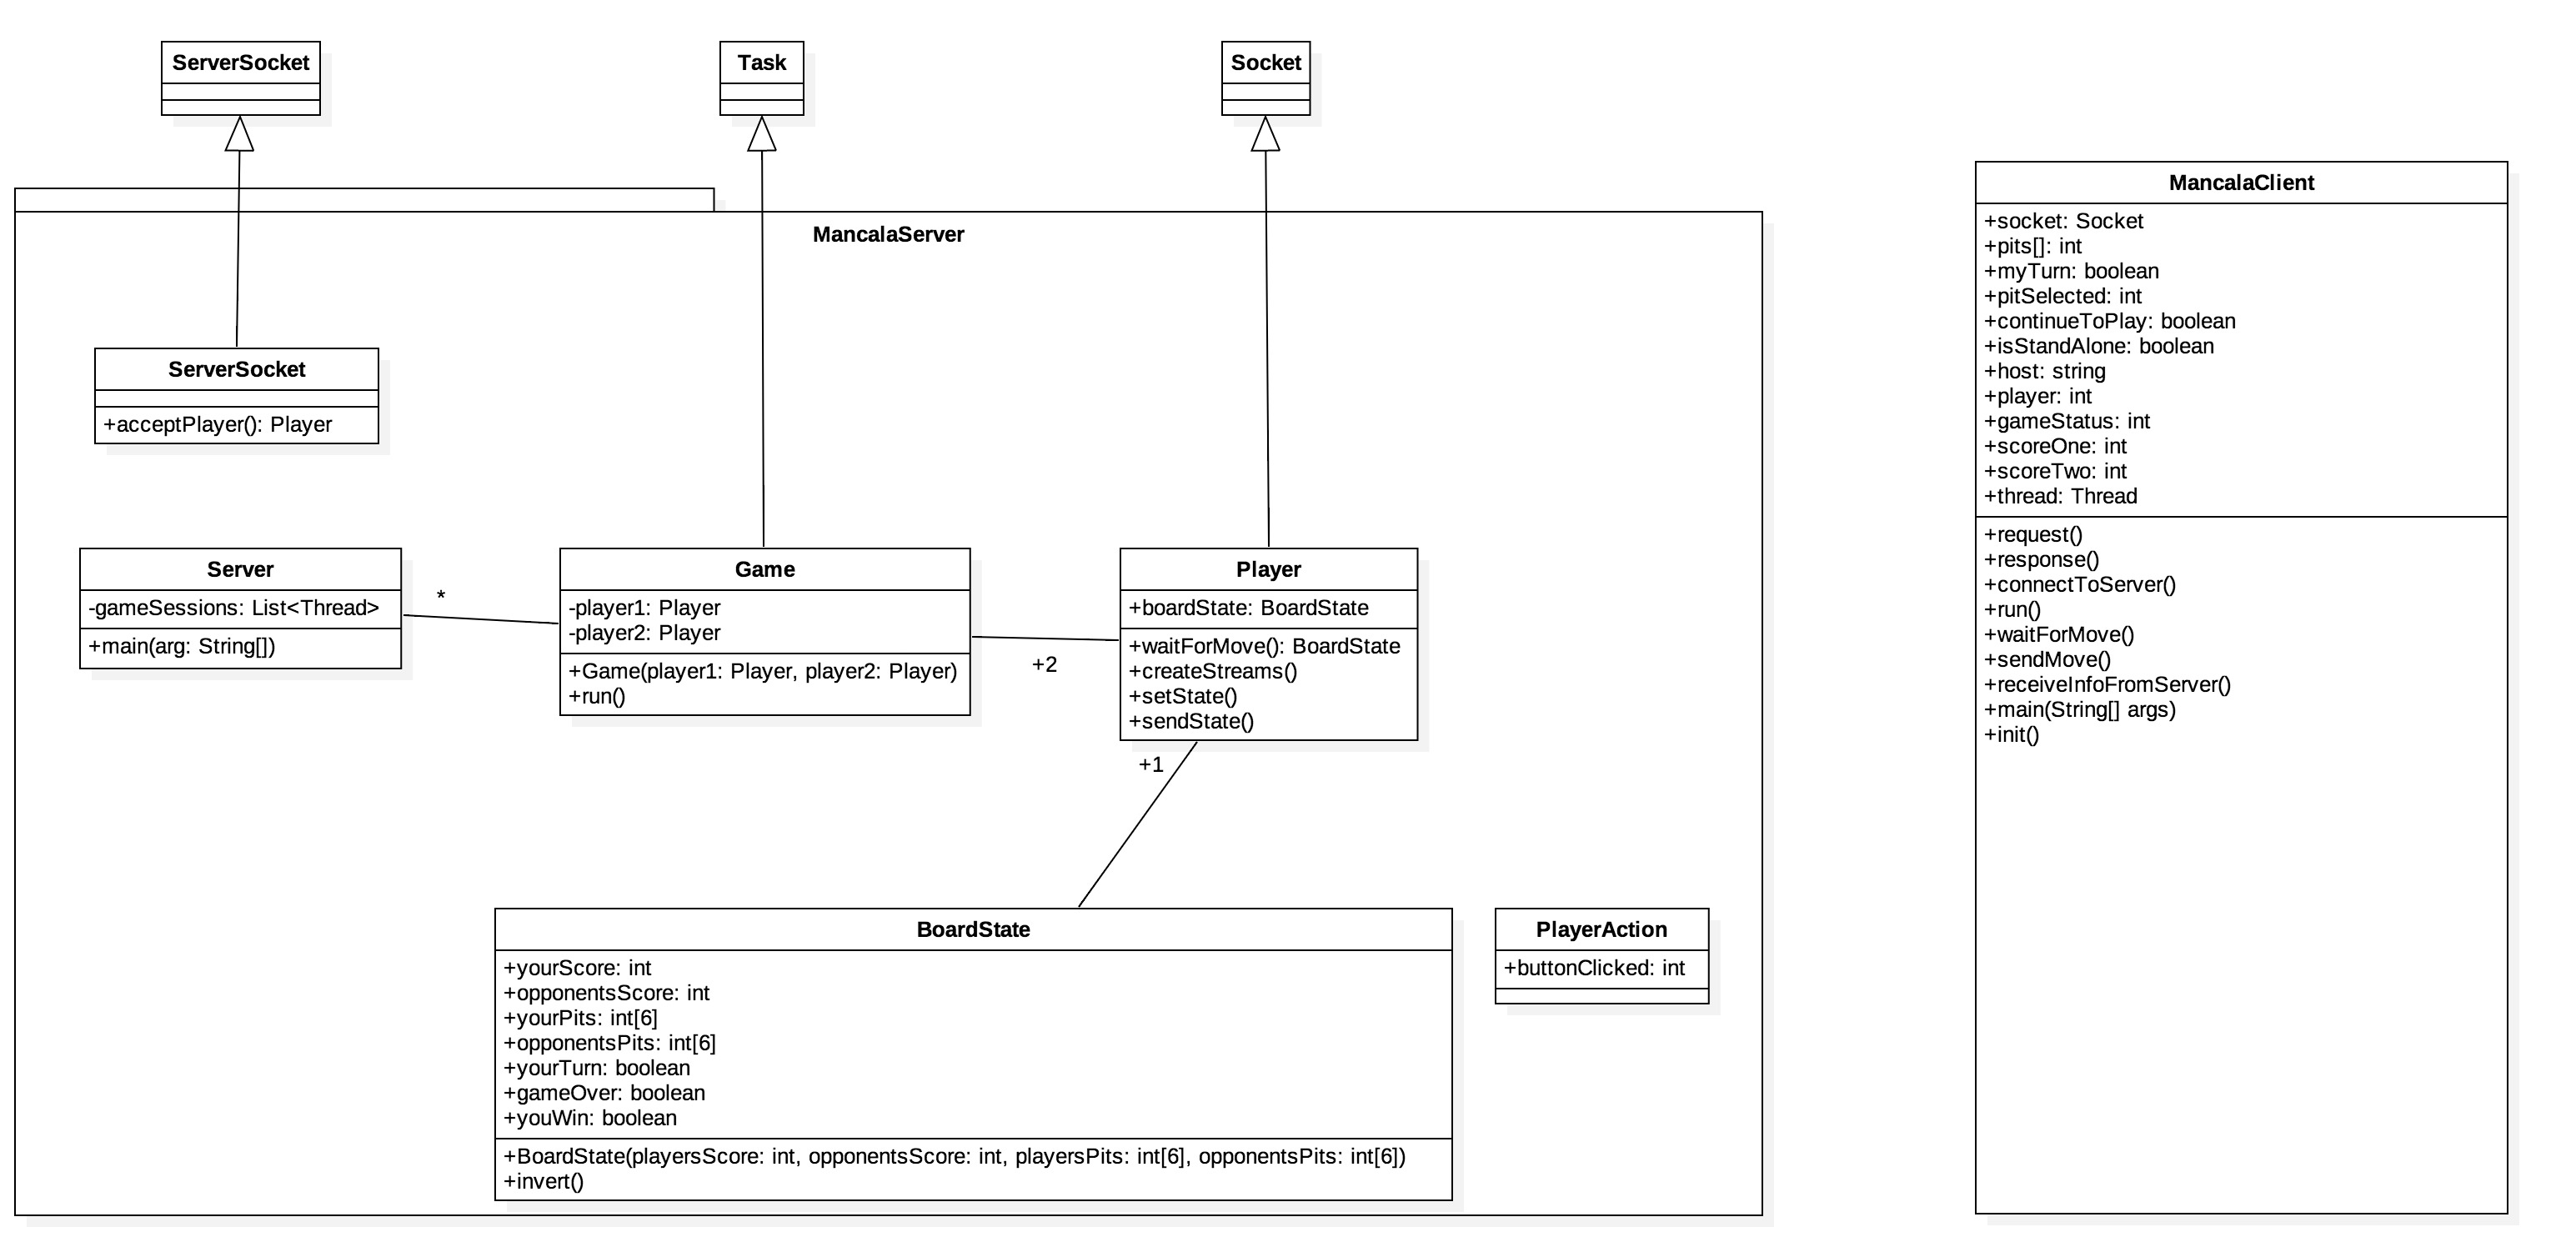 ServerSocket
Task
Socket
MancalaServer
ServerSocket
+acceptPlayer(): Player
Server
-gameSessions: List<Thread>
+main(arg: String[])
*
Game
-player1: Player
-player2: Player
+Game(player1: Player, player2: Player)
+run()
+2
Player
+boardState: BoardState
+waitForMove(): BoardState
+createStreams()
+setState()
+sendState()
+1
BoardState
+yourScore: int
+opponentsScore: int
+yourPits: int[6]
+opponentsPits: int[6]
+yourTurn: boolean
+gameOver: boolean
+youWin: boolean
+BoardState(playersScore: int, opponentsScore: int, playersPits: int[6], opponentsPits: int[6])
+invert()
PlayerAction
+buttonClicked: int
MancalaClient
+socket: Socket
+pits[]: int
+myTurn: boolean
+pitSelected: int
+continueToPlay: boolean
+isStandAlone: boolean
+host: string
+player: int
+gameStatus: int
+scoreOne: int
+scoreTwo: int
+thread: Thread
+request()
+response()
+connectToServer()
+run()
+waitForMove()
+sendMove()
+receiveInfoFromServer()
+main(String[] args)
+init()